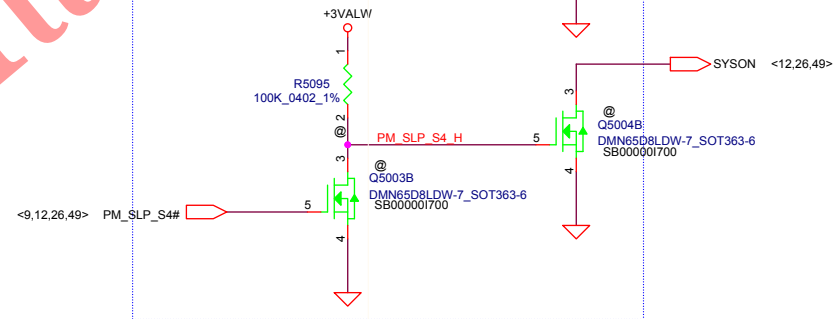 +3VALW
1
R5095
100K_0402_1%
2
@
PM_SLP_S4_H
5
3
@
Q5004B
DMN65D8LDW-7_SOT363-6
SB00000I700
4
SYSON <12,26,49>
3
@
Q5003B
DMN65D8LDW-7_SOT363-6
SB00000I700
<9,12,26,49> PM_SLP_S4#
5
4